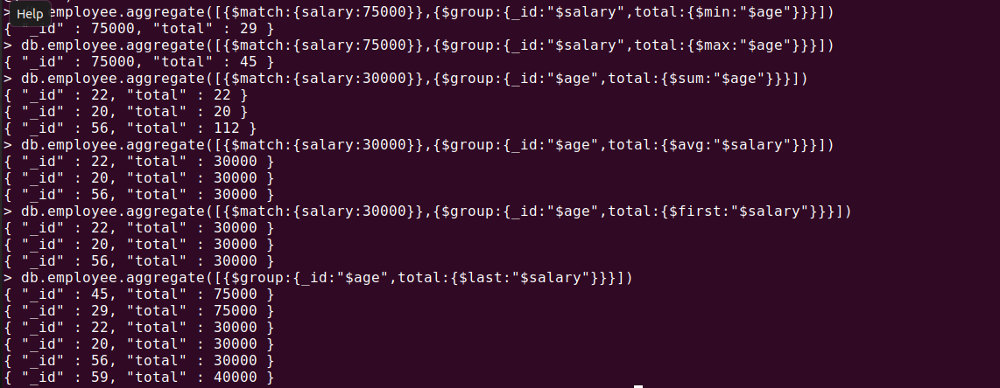 > db.employee.aggregate([{$match:{salary:75000}},{$group:{_id:"$salary",total:{$min:"$age"}}}])
Help
{ "_id" : 75000, "total" : 29 }
> db.employee.aggregate([{$match:{salary:75000}},{$group:{_id:"$salary",total:{$max:"$age"}}}])
{ "_id" : 75000, "total" : 45 }
> db.employee.aggregate([{$match:{salary:30000}},{$group:{_id:"$age",total:{$sum:"$age"}}}])
{ "_id" : 22, "total" : 22 }
{ "_id" : 20, "total" : 20 }
{ "_id" : 56, "total" : 112 }
> db.employee.aggregate([{$match:{salary:30000}},{$group:{_id:"$age",total:{$avg:"$salary"}}}])
{ "_id" : 22, "total" : 30000 }
{ "_id" : 20, "total" : 30000 }
{ "_id" : 56, "total" : 30000 }
> db.employee.aggregate([{$match:{salary:30000}},{$group:{_id:"$age",total:{$first:"$salary"}}}])
{ "_id" : 22, "total" : 30000 }
{ "_id" : 20, "total" : 30000 }
{ "_id" : 56, "total" : 30000 }
> db.employee.aggregate([{$group:{_id:"$age",total:{$last:"$salary"}}}])
{ "_id" : 45, "total" : 75000 }
{ "_id" : 29, "total" : 75000 }
{ "_id" : 22, "total" : 30000 }
{ "_id" : 20, "total" : 30000 }
{ "_id" : 56, "total" : 30000 }
{ "_id" : 59, "total" : 40000 }